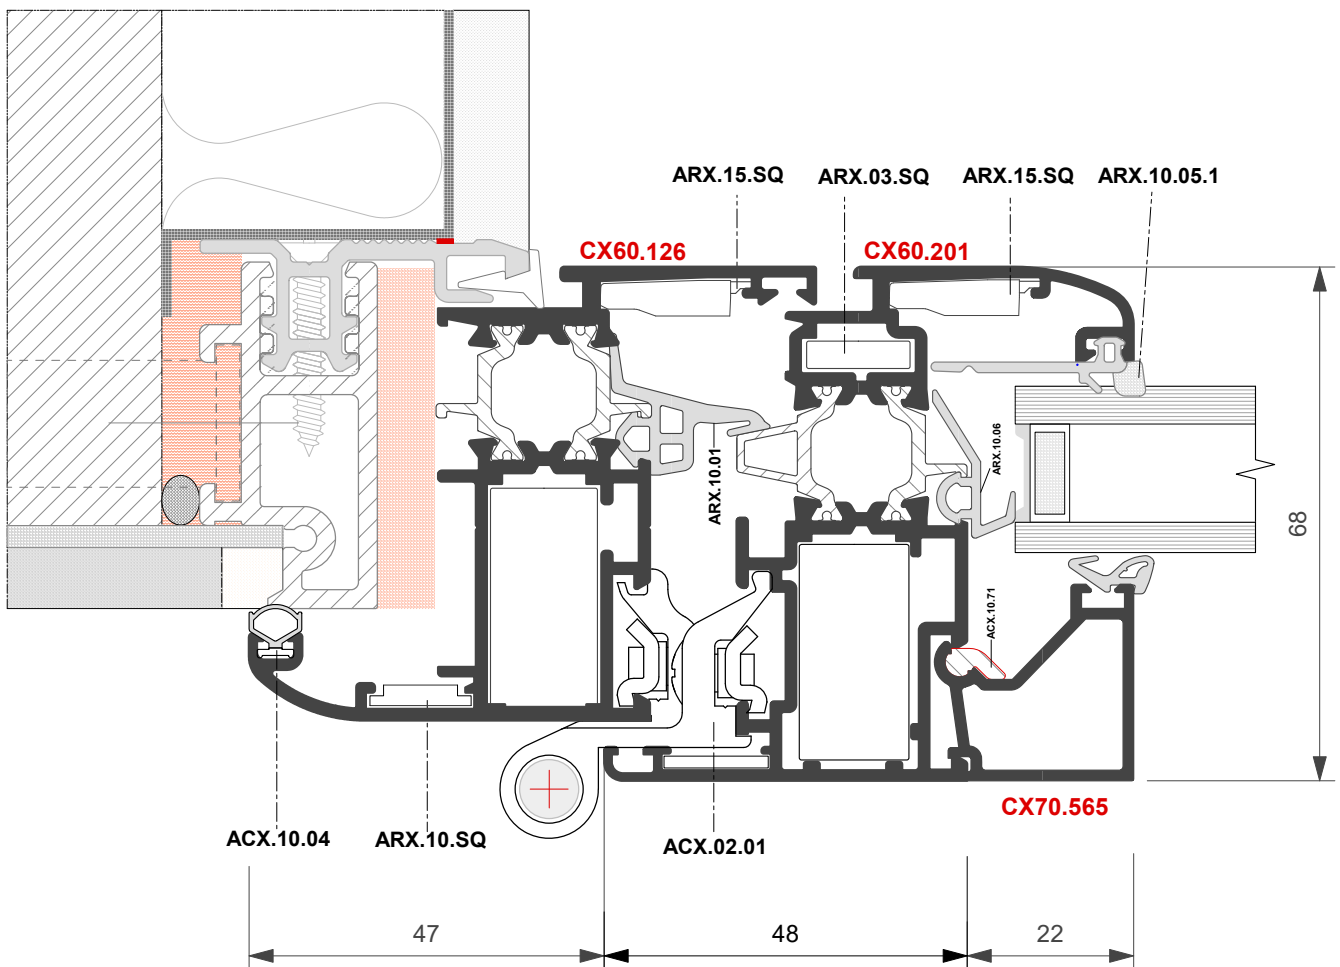 ARX.15.SQ
ARX.03.SQ
ARX.15.SQ
ARX.10.05.1
CX60.126
CX60.201
ARX.10.01
ARX.10.06
68
ACX.10.71
CX70.565
ACX.10.04
ARX.10.SQ
ACX.02.01
47
48
22